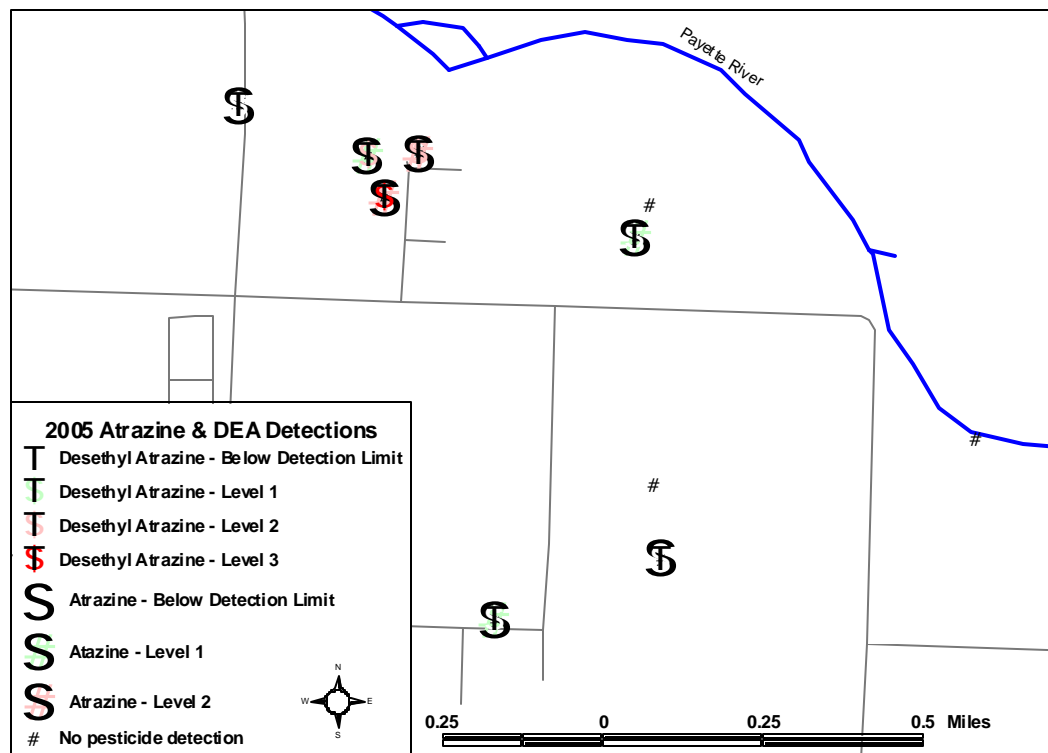 Payette River
#
#
#
2005 Atrazine & DEA Detections
T Desethyl Atrazine - Below Detection Limit
T Desethyl Atrazine - Level 1
T Desethyl Atrazine - Level 2
T Desethyl Atrazine - Level 3
S Atrazine - Below Detection Limit
S Atazine - Level 1
S Atrazine - Level 2
# No pesticide detection
N
W E
S
0.25 0 0.25 0.5 Miles